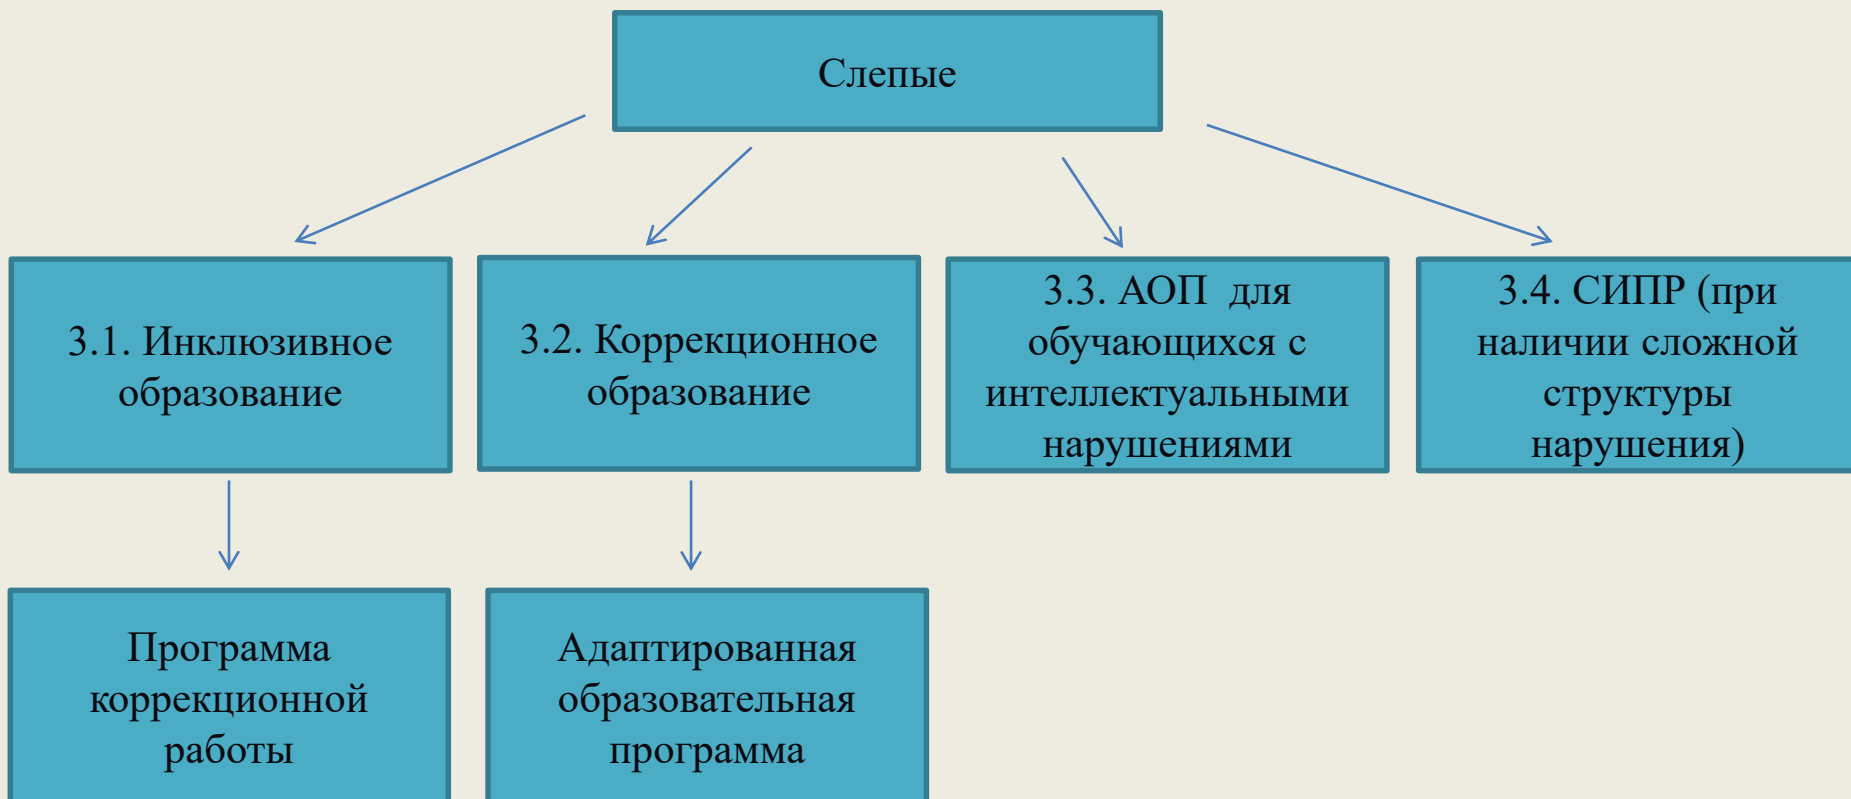 Слепые
3.1. Инклюзивное
образование
3.2. Коррекционное
образование
3.3. АОП для
обучающихся с
интеллектуальными
нарушениями
3.4. СИПР (при
наличии сложной
структуры
нарушения)
Программа
коррекционной
работы
Адаптированная
образовательная
программа